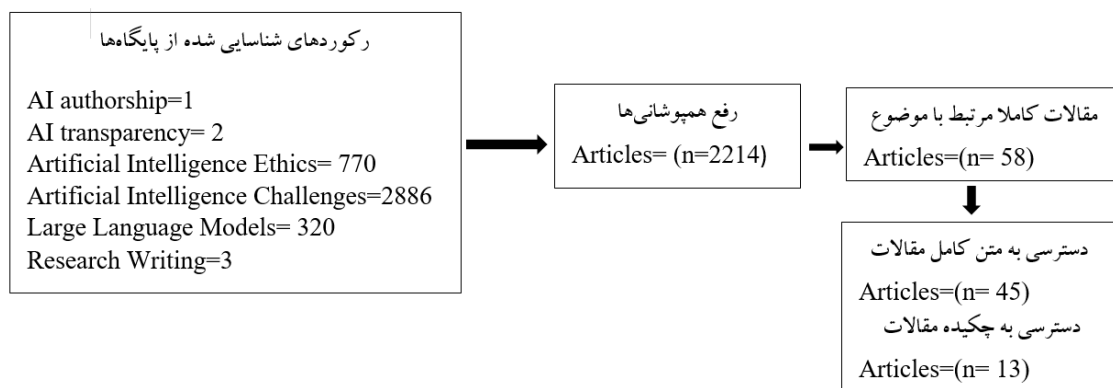 رکوردهای شناسایی شده از پایگاه‌ها
AI authorship=1
AI transparency= 2
Artificial Intelligence Ethics= 770
Artificial Intelligence Challenges=2886
Large Language Models= 320
Research Writing=3
رفع همپوشانی‌ها
Articles= (n=2214)
مقالات کاملا مرتبط با موضوع
Articles=(n= 58)
دسترسی به متن کامل مقالات
Articles=(n= 45)
دسترسی به چکیده مقالات
Articles=(n= 13)